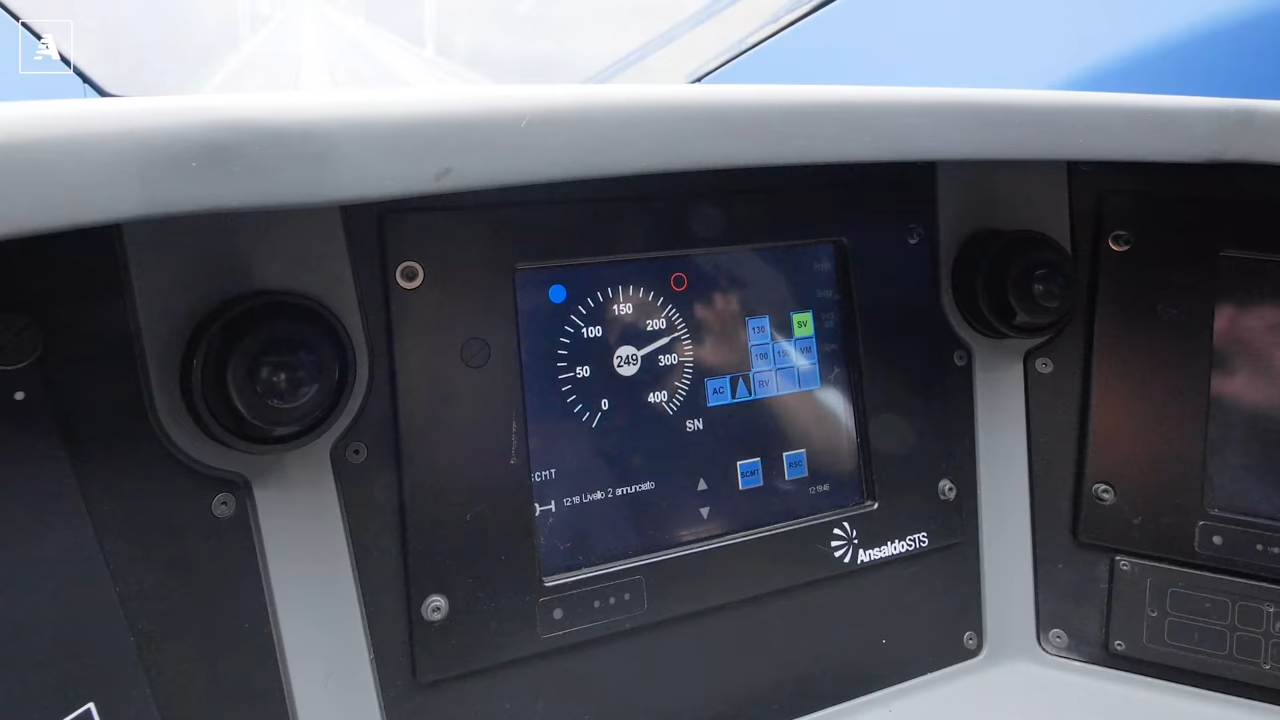 A
150
100
200
50
249
300
0
400
SN
130
SV
100
150
VM
AC
RV
SCMT
RSC
SCMT
12:18 Livello 2 annunciato
12:19:46
AnsaldoSTS